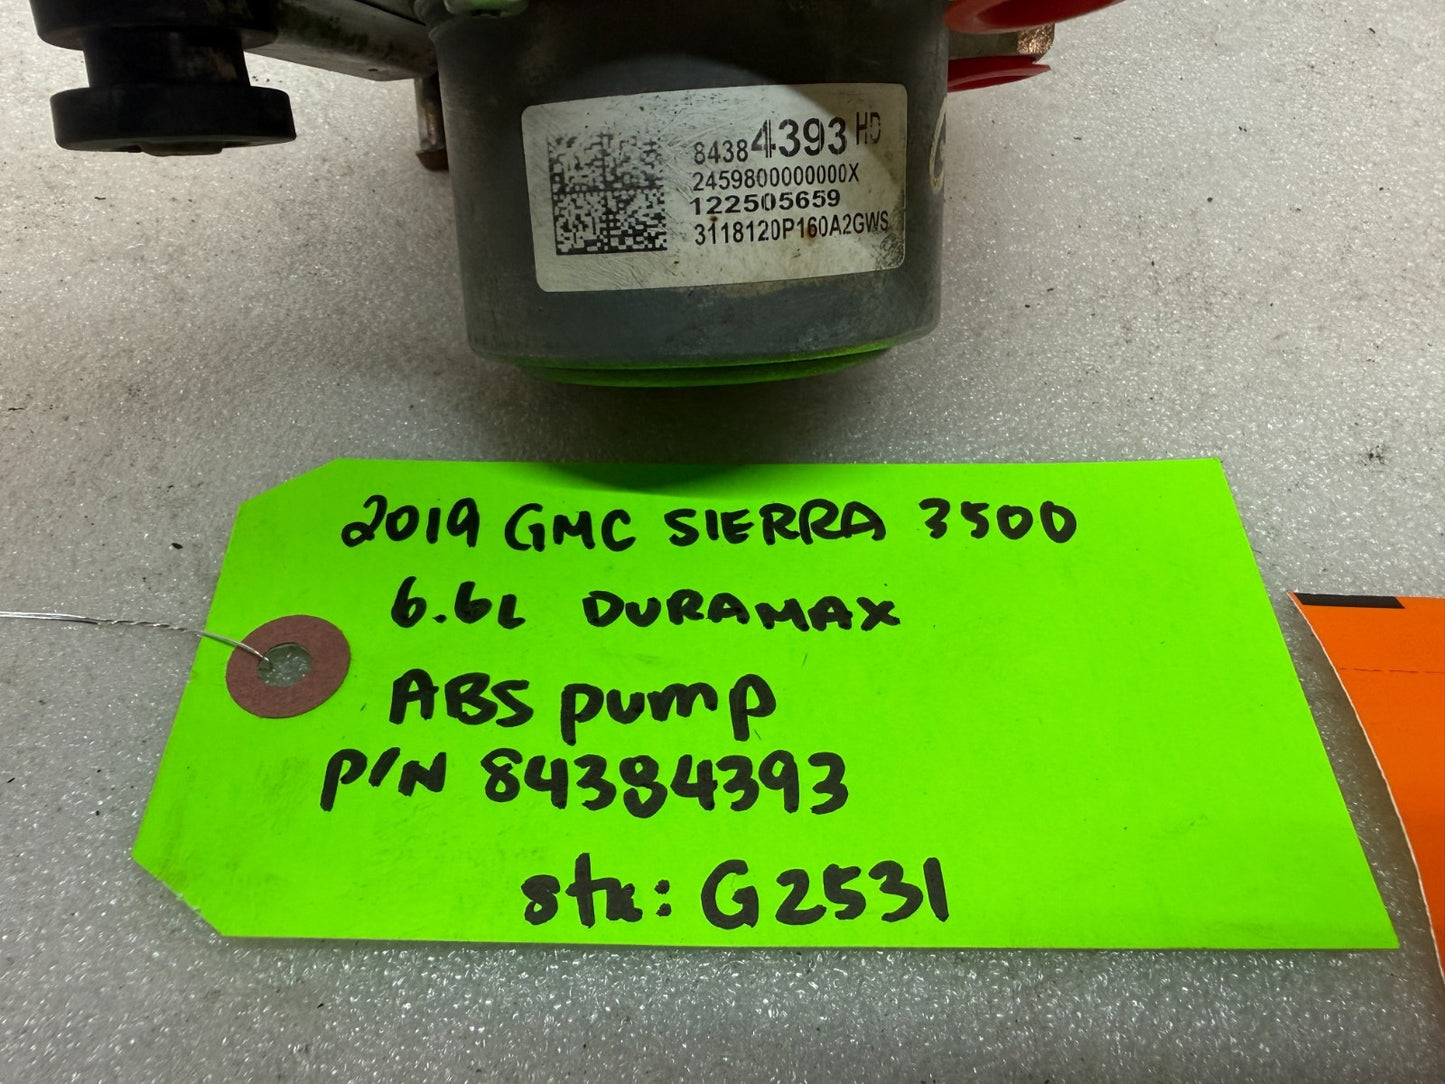 84384393 HD
2459800000000X
122505659
3118120P160A2GWS
2019 GMC SIERRA 3500
6.6L DURAMAX
ABS pump
P/N 84384393
stk: G2531